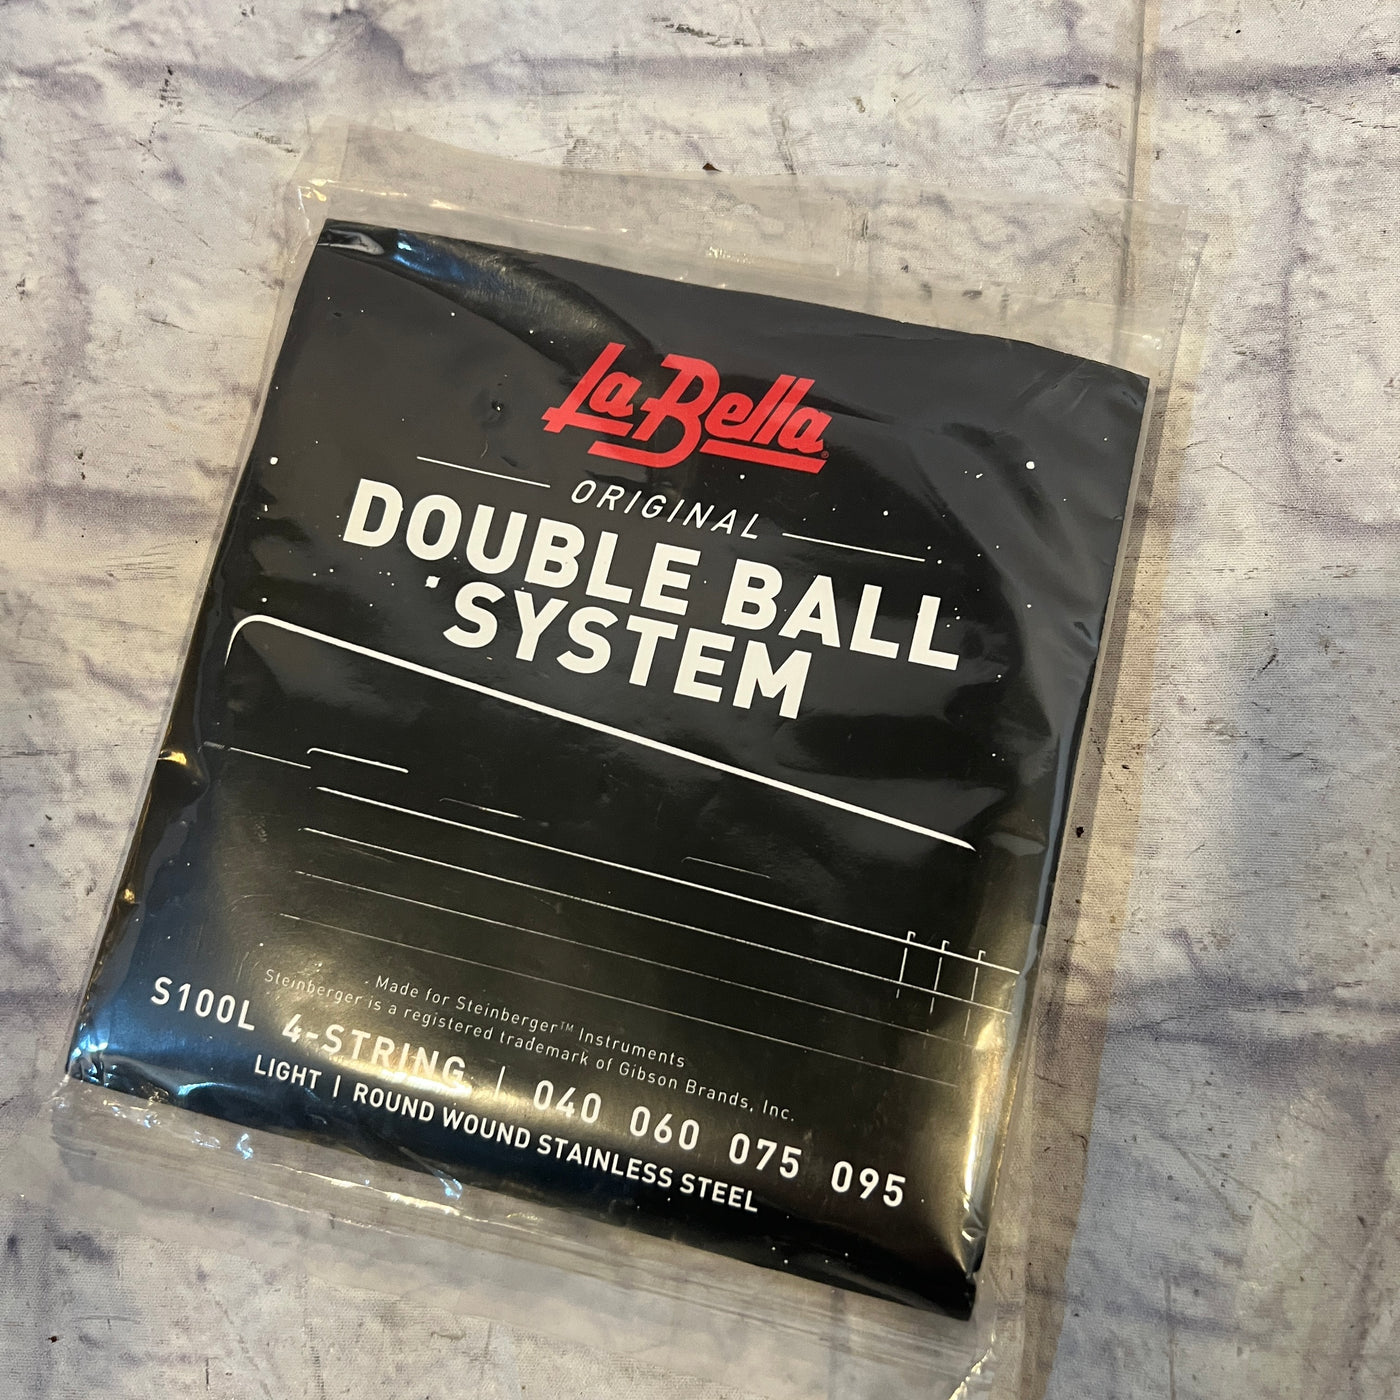 La Bella®
ORIGINAL
DOUBLE BALL
SYSTEM
Made for Steinberger™ Instruments
Steinberger is a registered trademark of Gibson Brands, Inc.
S100L 4-STRING | 040 060 075 095
LIGHT | ROUND WOUND STAINLESS STEEL